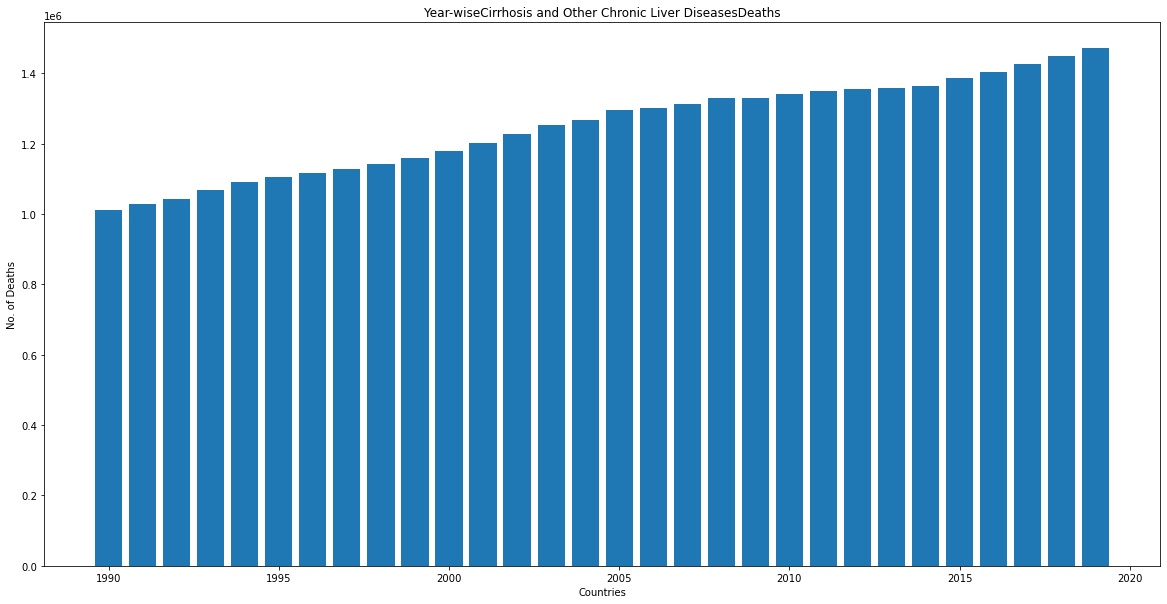 Year-wiseCirrhosis and Other Chronic Liver DiseasesDeaths
1e6
1.4
1.2
1.0
0.8
0.6
0.4
0.2
0.0
No. of Deaths
1990 1995 2000 2005 2010 2015 2020
Countries